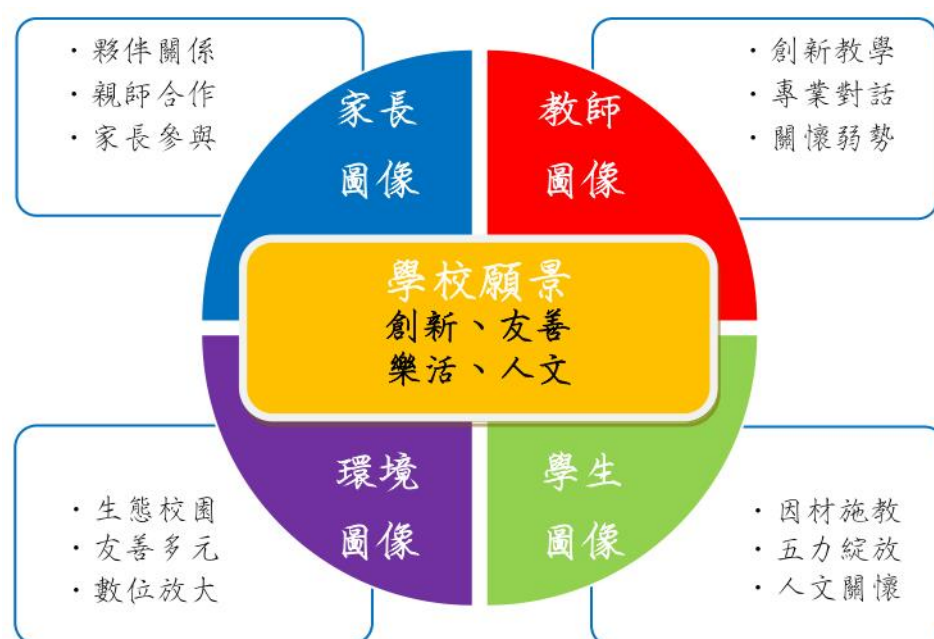 ・夥伴關係
・親師合作
・家長參與
家長
圖像
教師
圖像
・創新教學
・專業對話
・關懷弱勢
學校願景
創新、友善
樂活、人文
・生態校園
・友善多元
・數位放大
環境
圖像
學生
圖像
・因材施教
・五力綻放
・人文關懷